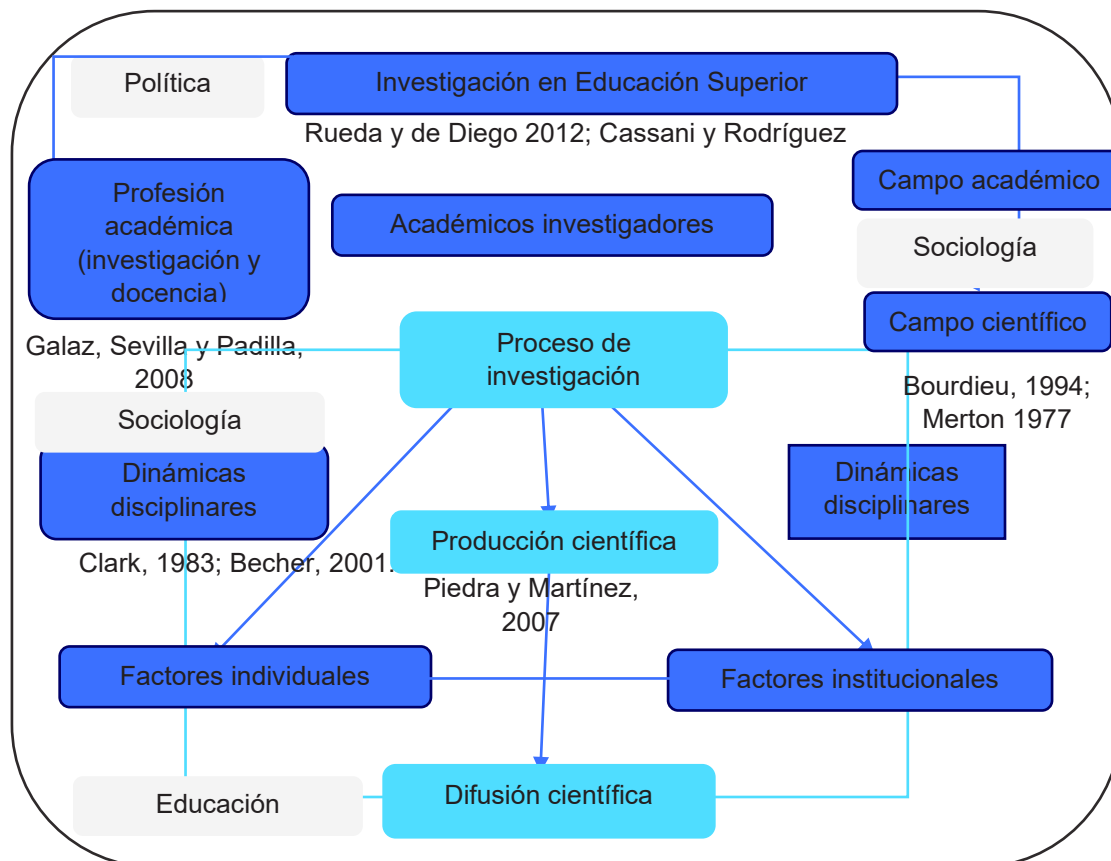 Política
Investigación en Educación Superior
Rueda y de Diego 2012; Cassani y Rodríguez
Profesión
académica
(investigación y
docencia)
Académicos investigadores
Campo académico
Sociología
Campo científico
Galaz, Sevilla y Padilla,
2008
Proceso de
investigación
Bourdieu, 1994;
Merton 1977
Sociología
Dinámicas
disciplinares
Dinámicas
disciplinares
Clark, 1983; Becher, 2001.
Producción científica
Piedra y Martínez,
2007
Factores individuales
Factores institucionales
Educación
Difusión científica